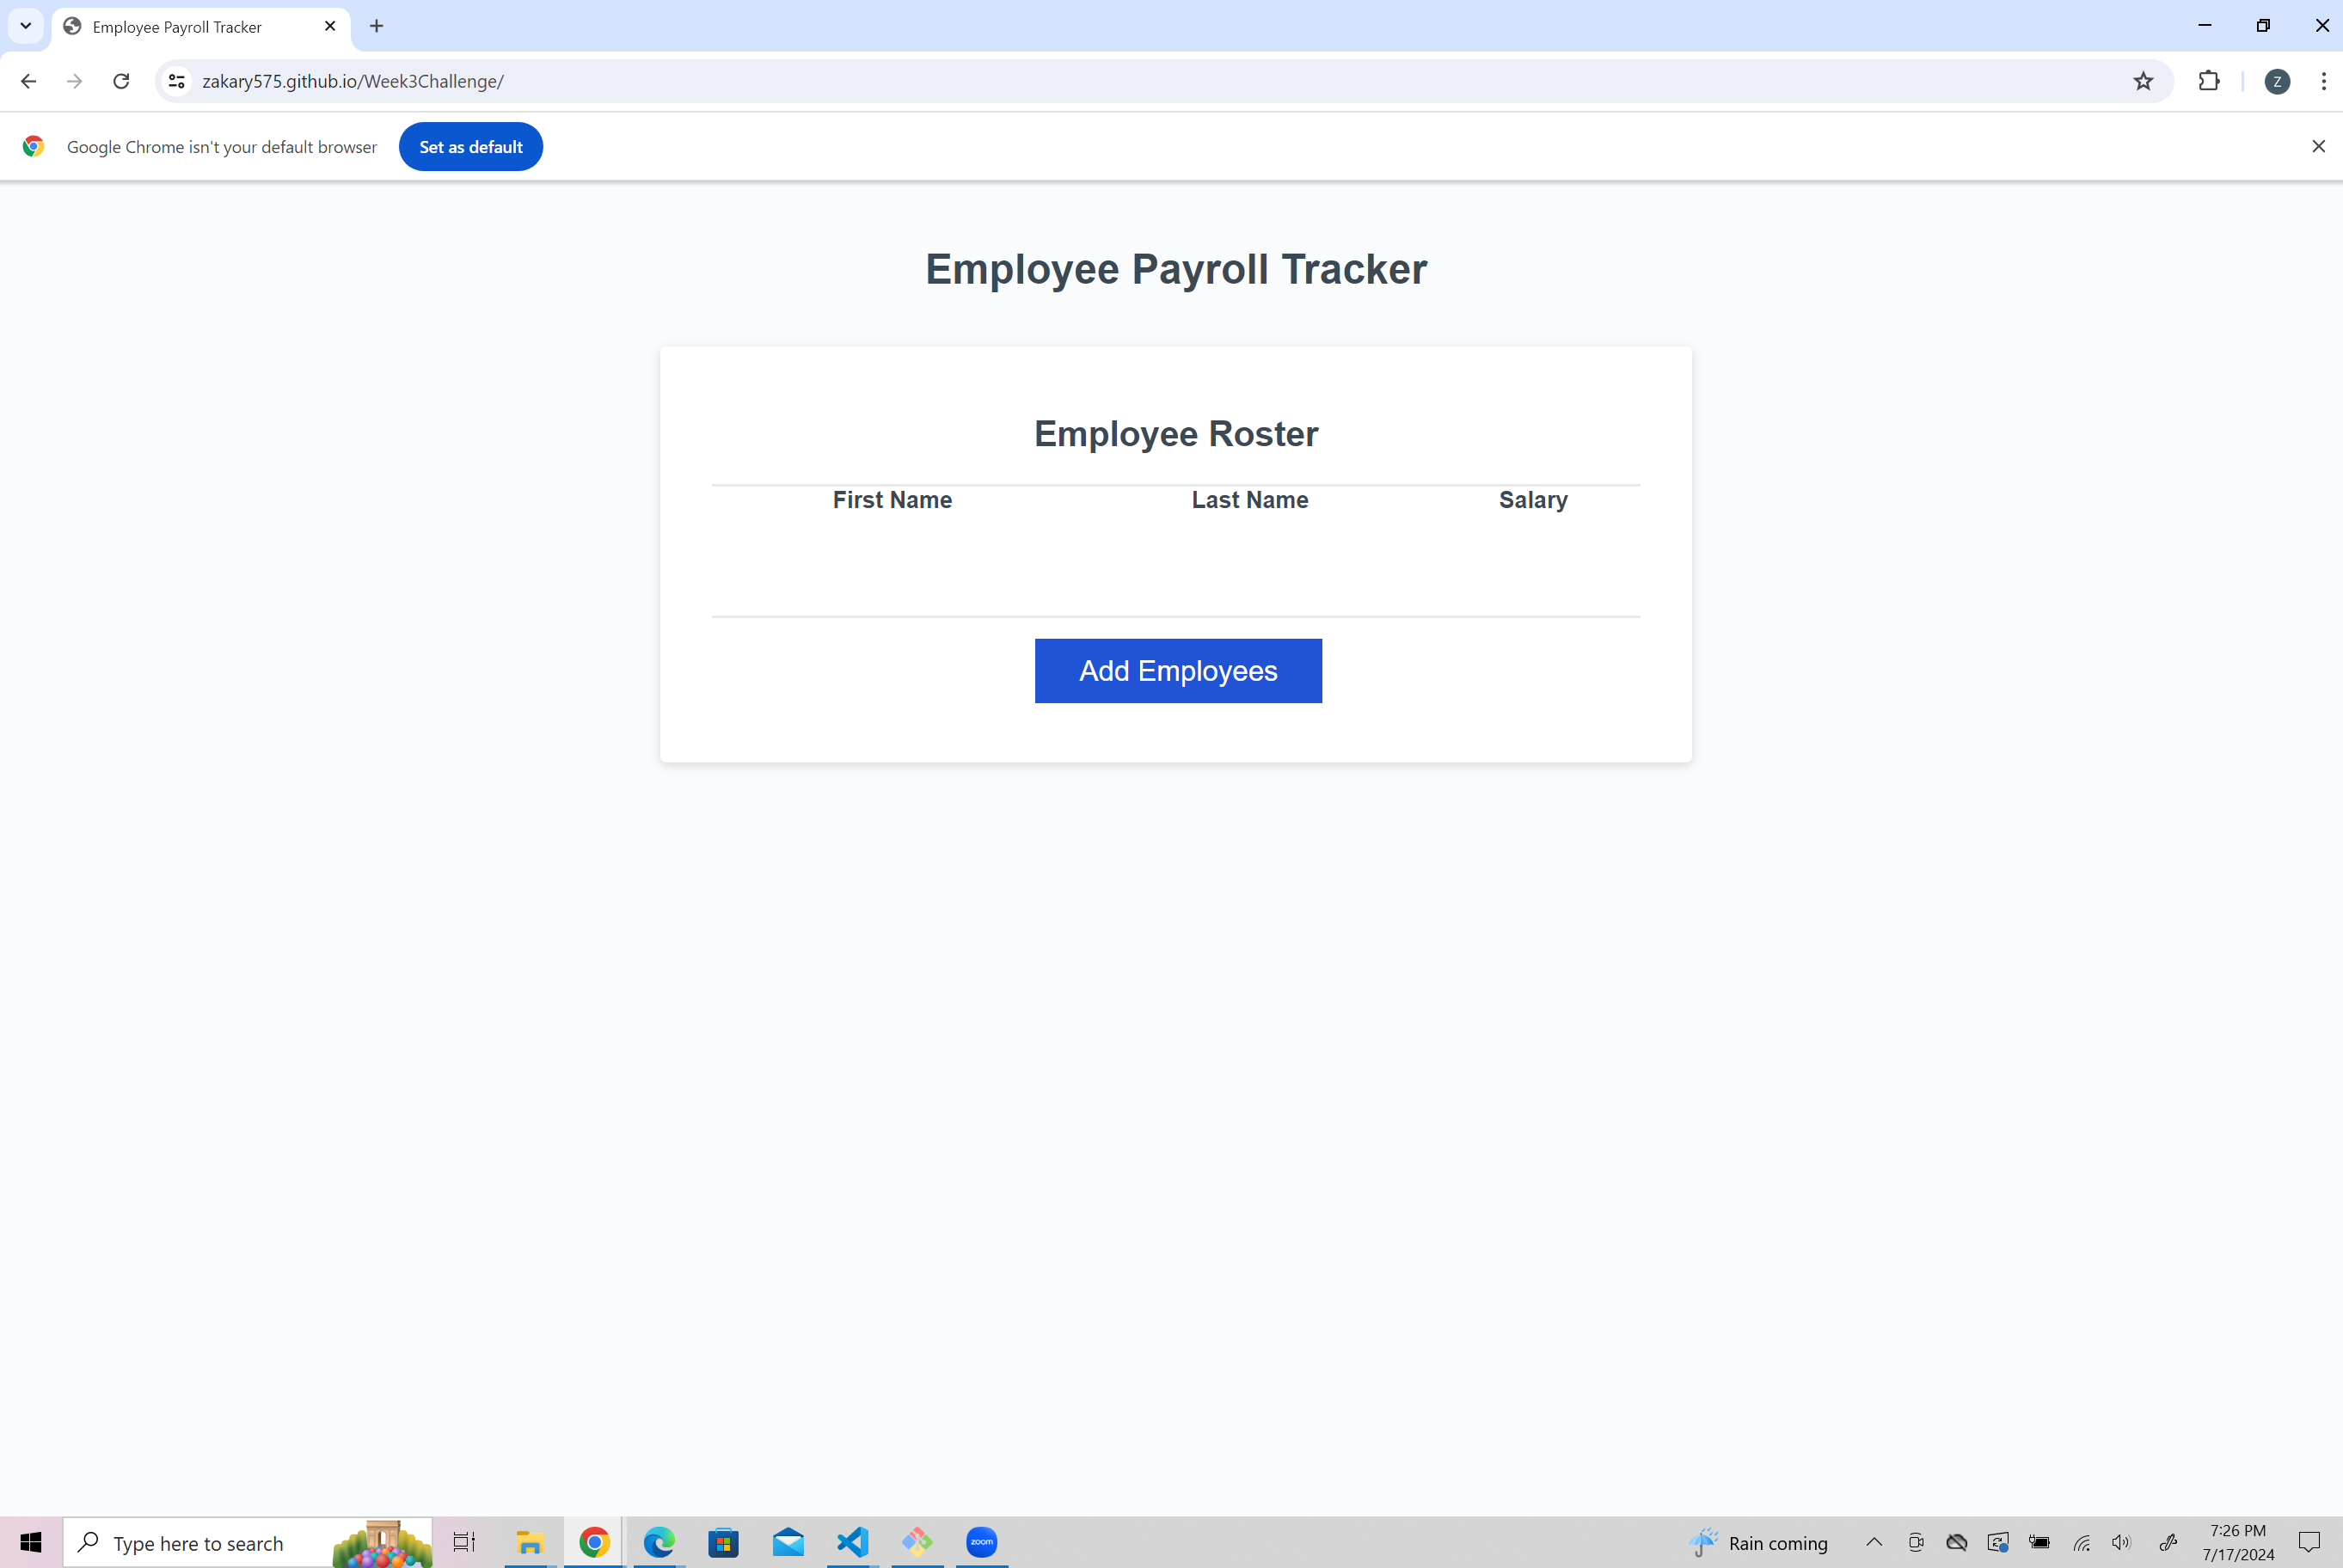 Employee Payroll Tracker
zakary575.github.io/Week3Challenge/
Z
Google Chrome isn't your default browser
Set as default
Employee Payroll Tracker
Employee Roster
First Name Last Name Salary
Add Employees
Type here to search
zoom
Rain coming
7:26 PM
7/17/2024